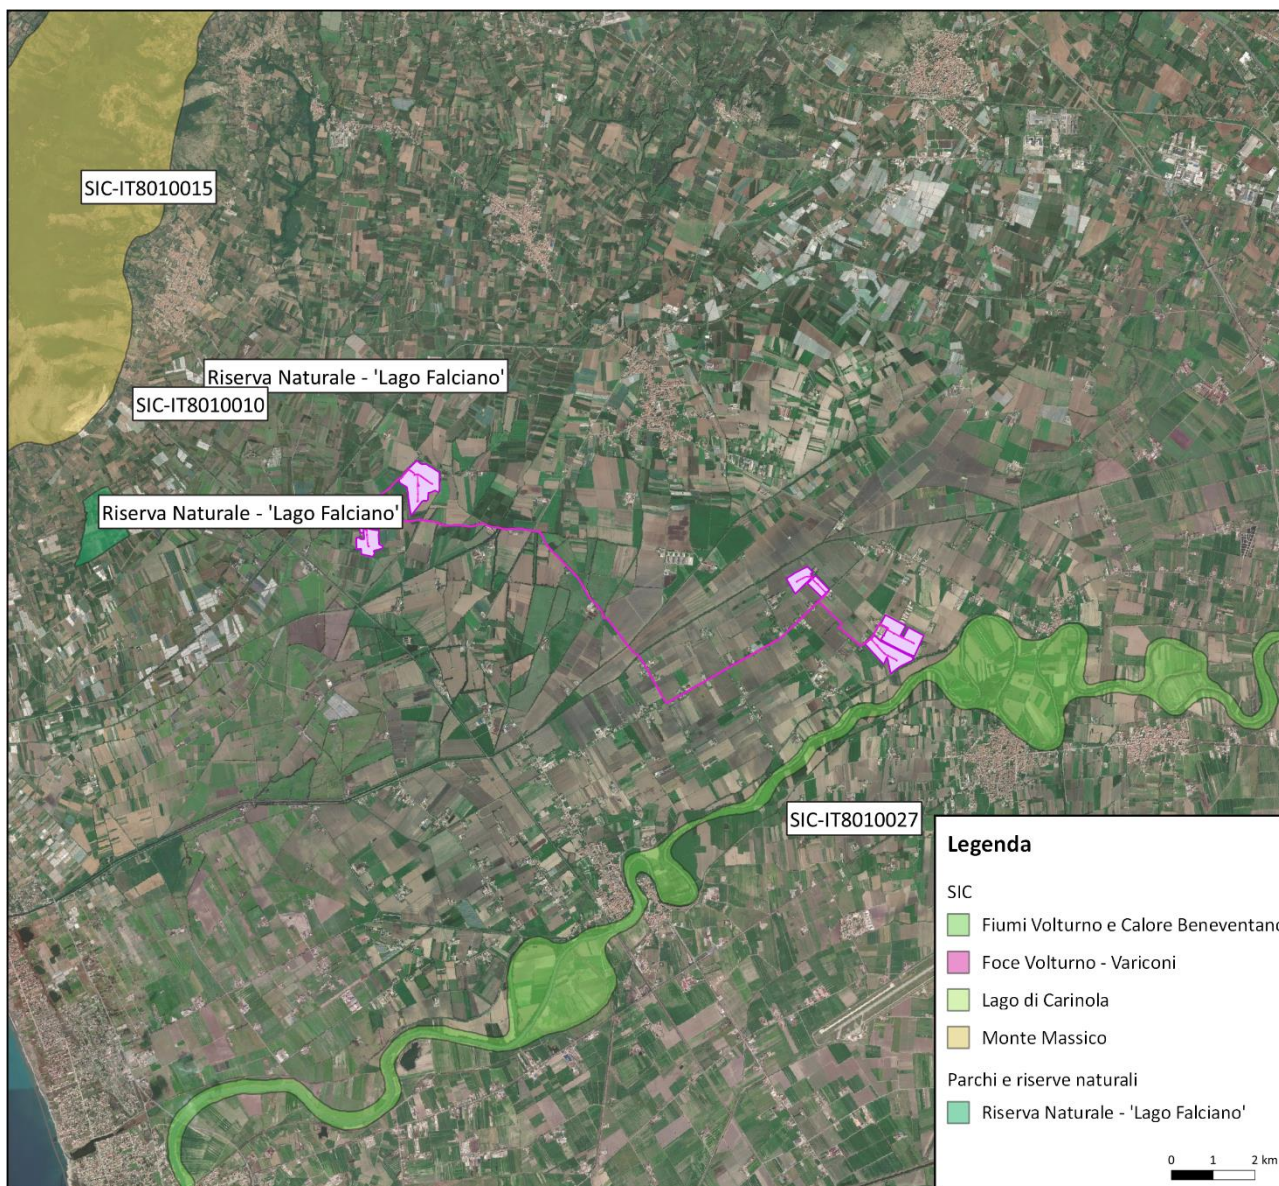 SIC-IT8010015
Riserva Naturale - 'Lago Falciano'
SIC-IT8010010
Riserva Naturale - 'Lago Falciano'
SIC-IT8010027
Legenda
SIC
Fiumi Volturno e Calore Beneventano
Foce Volturno - Variconi
Lago di Carinola
Monte Massico
Parchi e riserve naturali
Riserva Naturale - 'Lago Falciano'
0 1 2 km